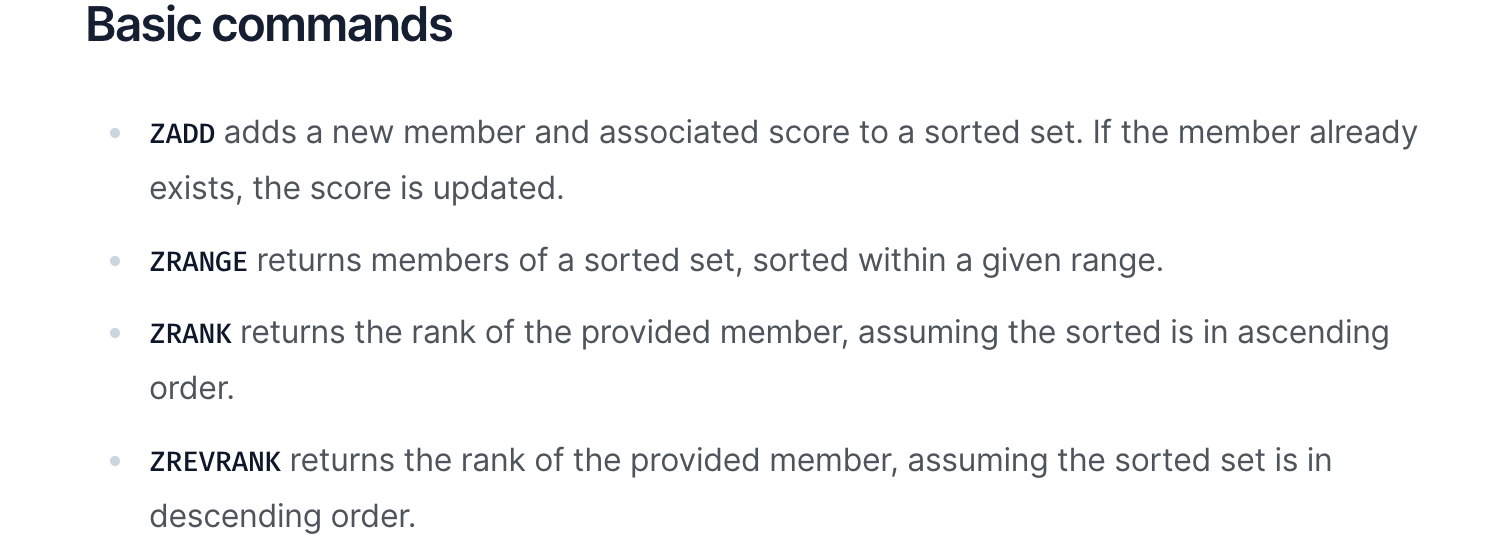 Basic commands
ZADD adds a new member and associated score to a sorted set. If the member already
exists, the score is updated.
ZRANGE returns members of a sorted set, sorted within a given range.
ZRANK returns the rank of the provided member, assuming the sorted is in ascending
order.
ZREVRANK returns the rank of the provided member, assuming the sorted set is in
descending order.